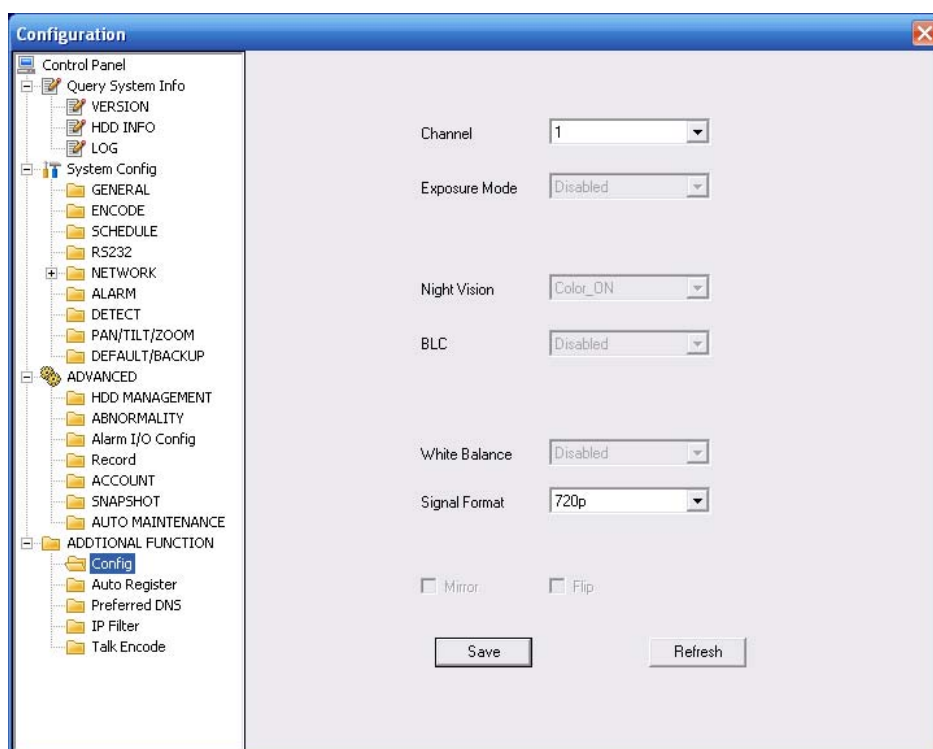 Configuration
Control Panel
Query System Info
VERSION
HDD INFO
LOG
System Config
GENERAL
ENCODE
SCHEDULE
RS232
NETWORK
ALARM
DETECT
PAN/TILT/ZOOM
DEFAULT/BACKUP
ADVANCED
HDD MANAGEMENT
ABNORMALITY
Alarm I/O Config
Record
ACCOUNT
SNAPSHOT
AUTO MAINTENANCE
ADDTIONAL FUNCTION
Config
Auto Register
Preferred DNS
IP Filter
Talk Encode
Channel 1
Exposure Mode Disabled
Night Vision Color_ON
BLC Disabled
White Balance Disabled
Signal Format 720p
Mirror Flip
Save Refresh